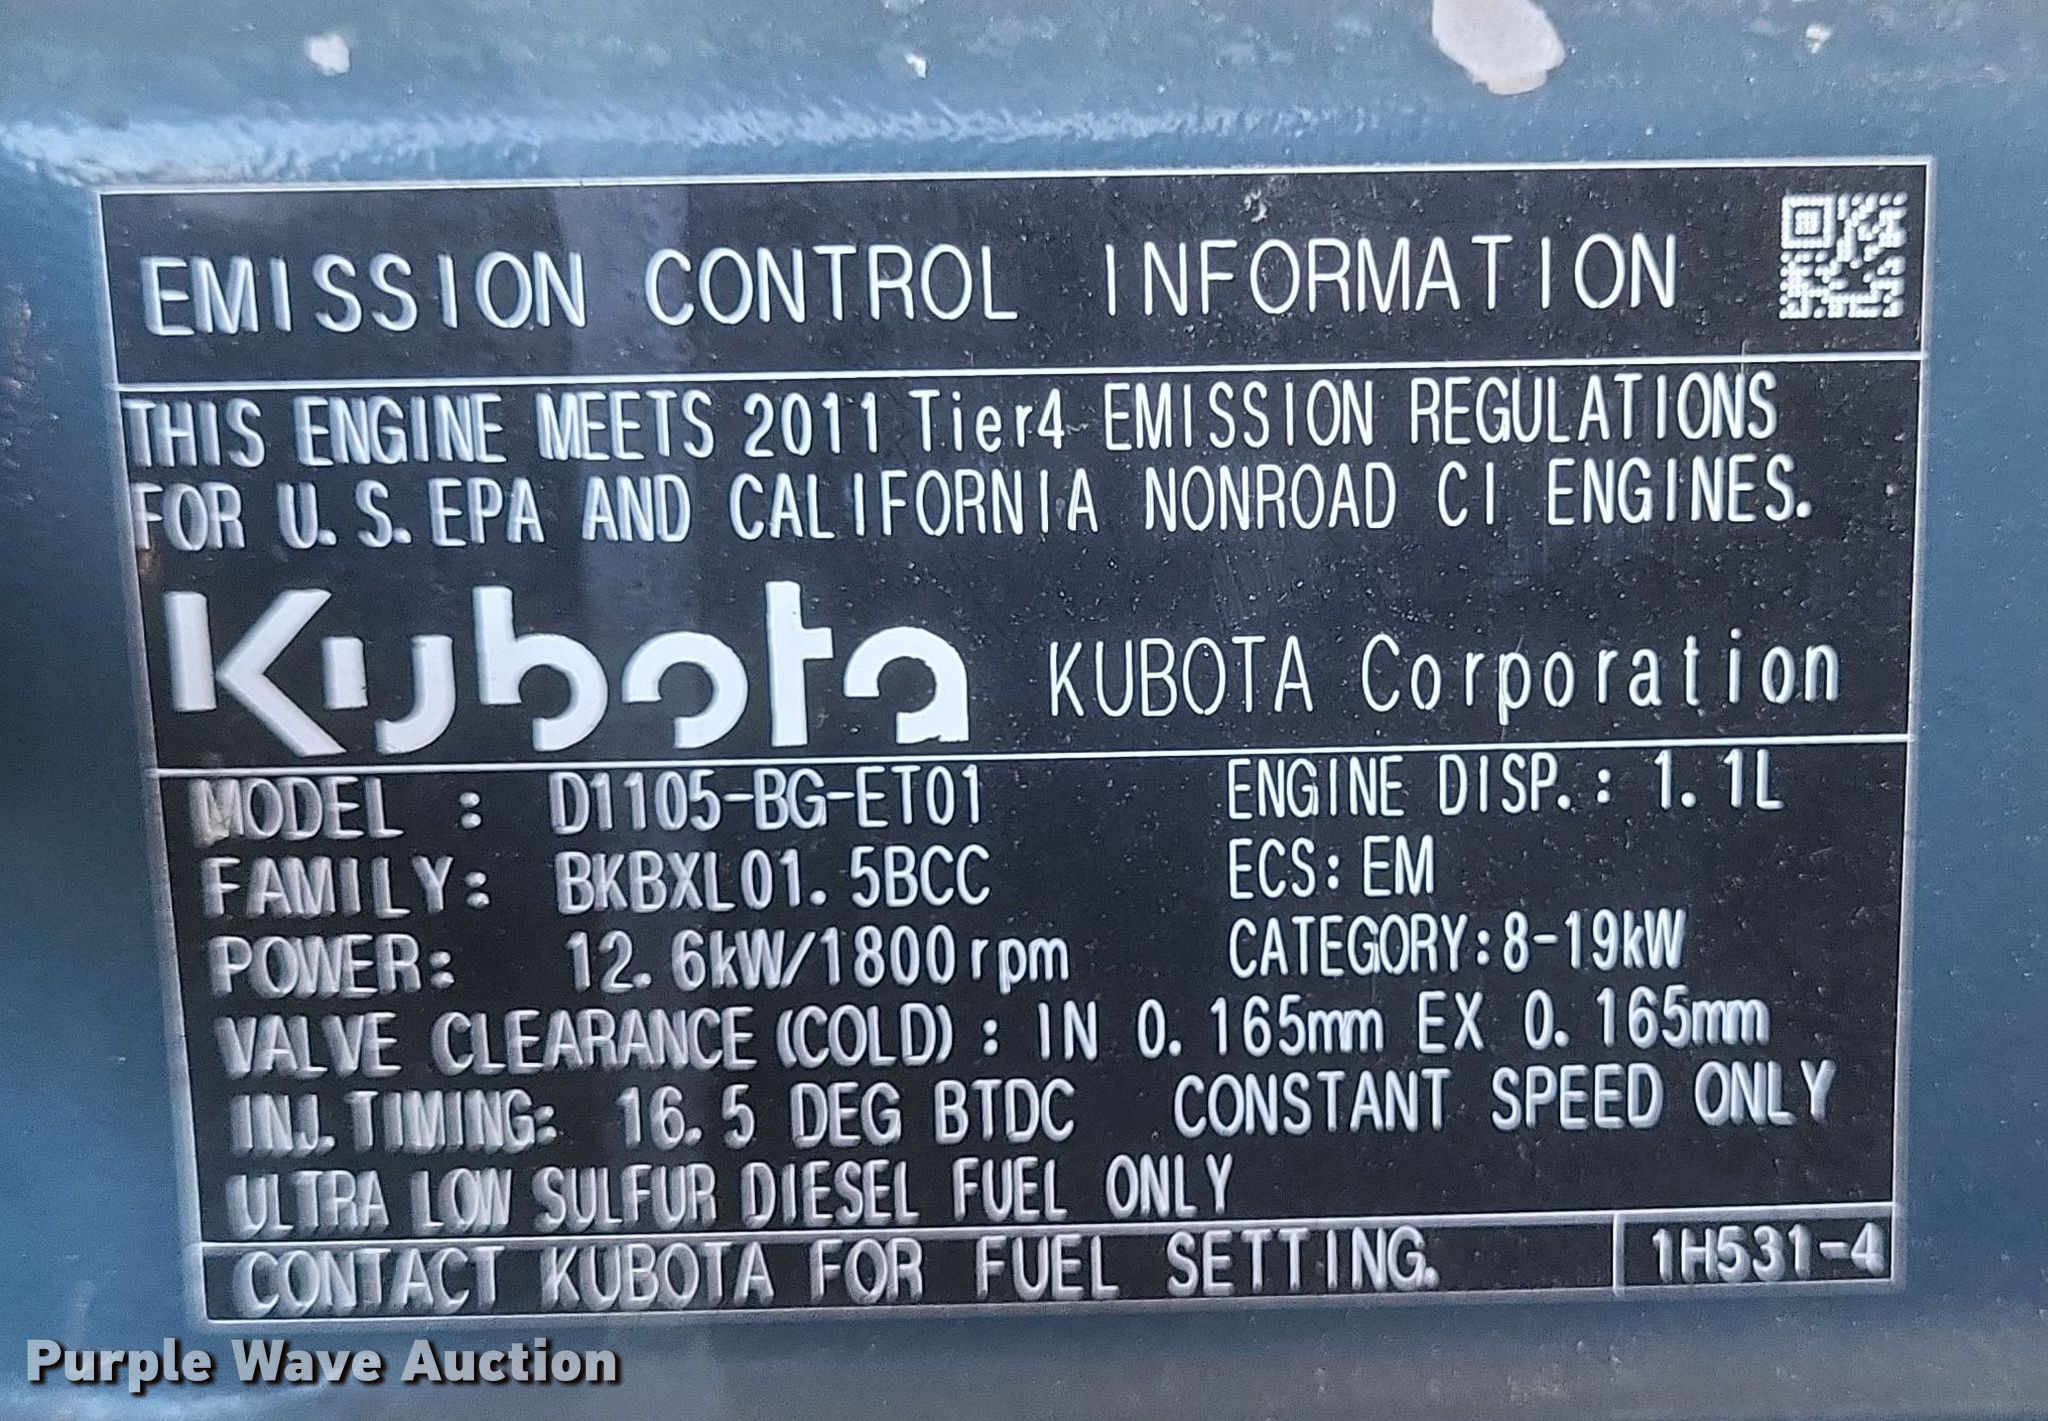 EMISSION CONTROL INFORMATION
THIS ENGINE MEETS 2011 Tier4 EMISSION REGULATIONS
FOR U.S.EPA AND CALIFORNIA NONROAD CI ENGINES.
Kubota KUBOTA Corporation
MODEL : D1105-BG-ET01 ENGINE DISP.: 1.1L
FAMILY: BKBXL01.5BCC ECS: EM
POWER: 12.6kW/1800rpm CATEGORY:8-19kW
VALVE CLEARANCE (COLD) : IN 0.165mm EX 0.165mm
INJ.TIMING: 16.5 DEG BTDC CONSTANT SPEED ONLY
ULTRA LOW SULFUR DIESEL FUEL ONLY
CONTACT KUBOTA FOR FUEL SETTING. 1H531-4
Purple Wave Auction